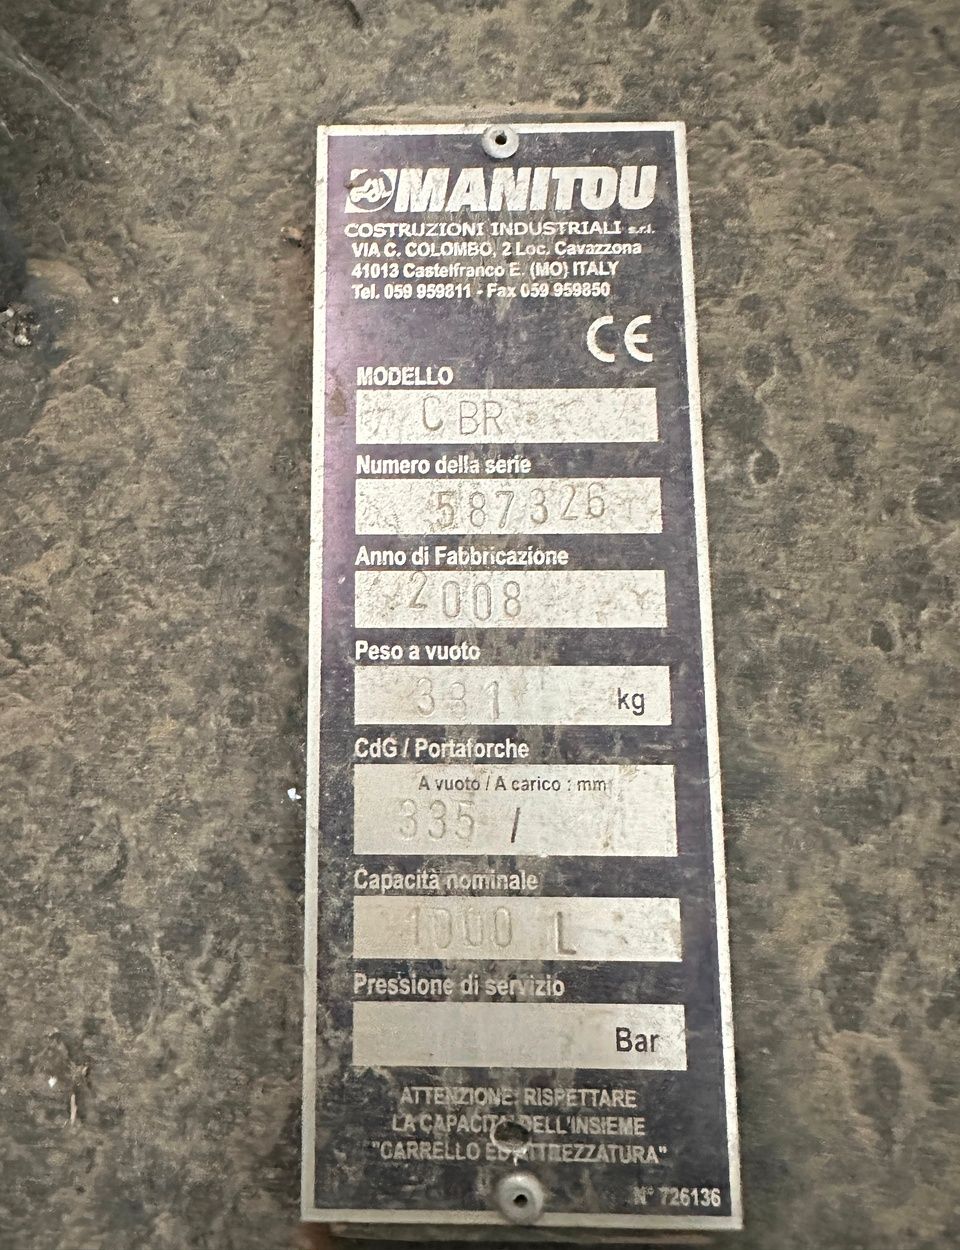 MANITOU
COSTRUZIONI INDUSTRIALI s.r.l.
VIA C. COLOMBO, 2 Loc. Cavazzona
41013 Castelfranco E. (MO) ITALY
Tel. 059 959811 - Fax 059 959850
CE
MODELLO
CBR
Numero della serie
587326
Anno di Fabbricazione
2008
Peso a vuoto
331 kg
CdG / Portaforche
A vuoto / A carico : mm
335 /
Capacità nominale
1000 L
Pressione di servizio
Bar
ATTENZIONE: RISPETTARE
LA CAPACITA' DELL'INSIEME
"CARRELLO ED ATTREZZATURA"
N° 726136